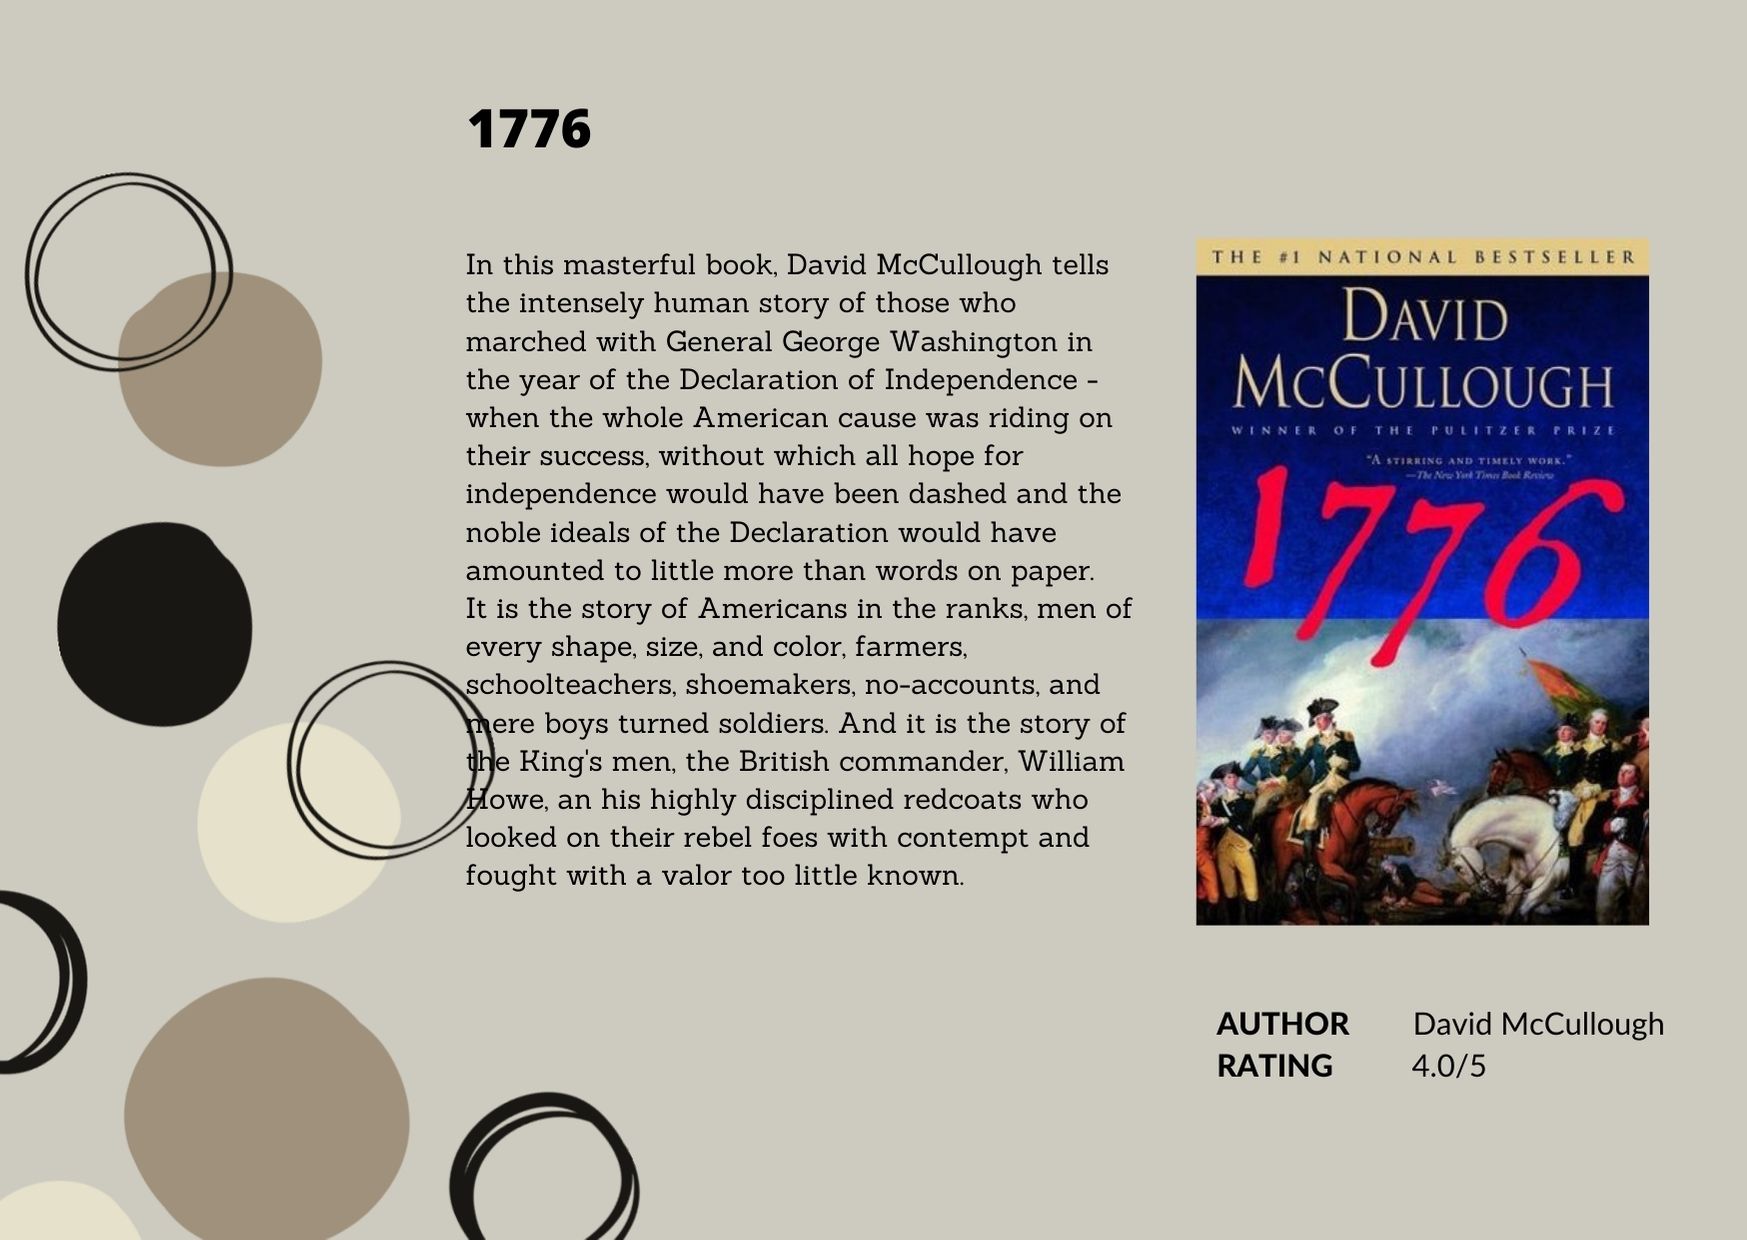 1776
In this masterful book, David McCullough tells
the intensely human story of those who
marched with General George Washington in
the year of the Declaration of Independence -
when the whole American cause was riding on
their success, without which all hope for
independence would have been dashed and the
noble ideals of the Declaration would have
amounted to little more than words on paper.
It is the story of Americans in the ranks, men of
every shape, size, and color, farmers,
schoolteachers, shoemakers, no-accounts, and
mere boys turned soldiers. And it is the story of
the King's men, the British commander, William
Howe, an his highly disciplined redcoats who
looked on their rebel foes with contempt and
fought with a valor too little known.
THE #1 NATIONAL BESTSELLER
DAVID
MCCULLOUGH
WINNER OF THE PULITZER PRIZE
"A STIRRING AND TIMELY WORK."
—The New York Times Book Review
1776
AUTHOR David McCullough
RATING 4.0/5